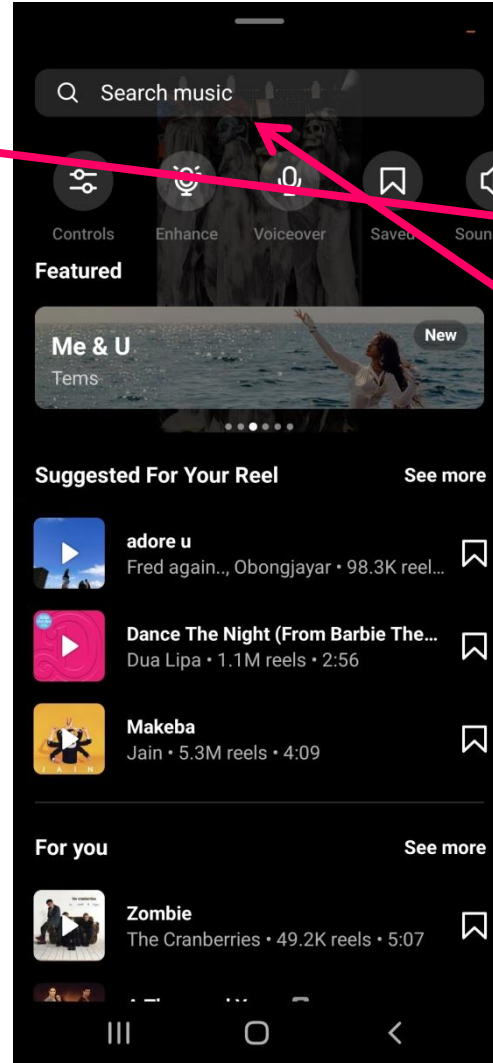 Search music
Controls Enhance Voiceover Saved Soun
Featured
Me & U
New
Tems
Suggested For Your Reel See more
adore u
Fred again.., Obongjayar • 98.3K reel...
Dance The Night (From Barbie The...
Dua Lipa • 1.1M reels • 2:56
Makeba
Jain • 5.3M reels • 4:09
JAIN
For you See more
Zombie
The Cranberries • 49.2K reels • 5:07